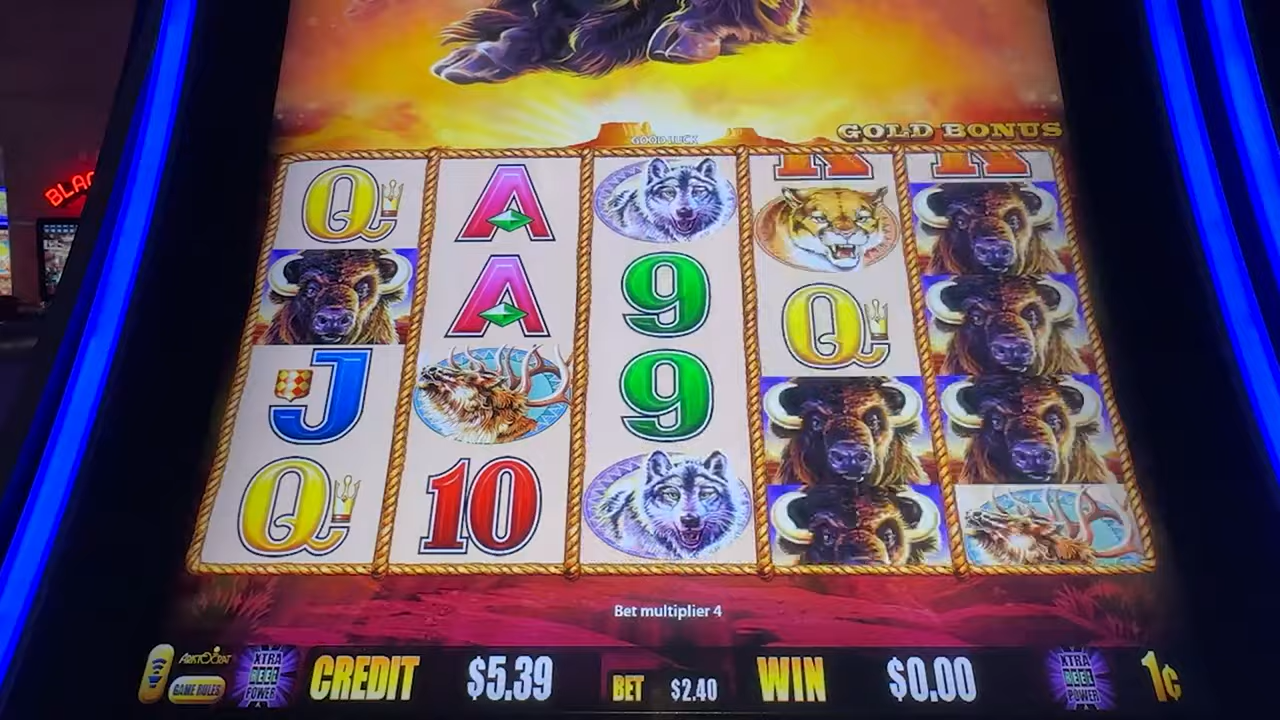 BLAC
GOOD LUCK
GOLD BONUS
Q A K K
A 9
J 9 Q
Q 10
Bet multiplier 4
ARISTOCRAT
GAME RULES
XTRA
REEL
POWER
CREDIT $5.39 BET $2.40 WIN $0.00
XTRA
REEL
POWER
1¢